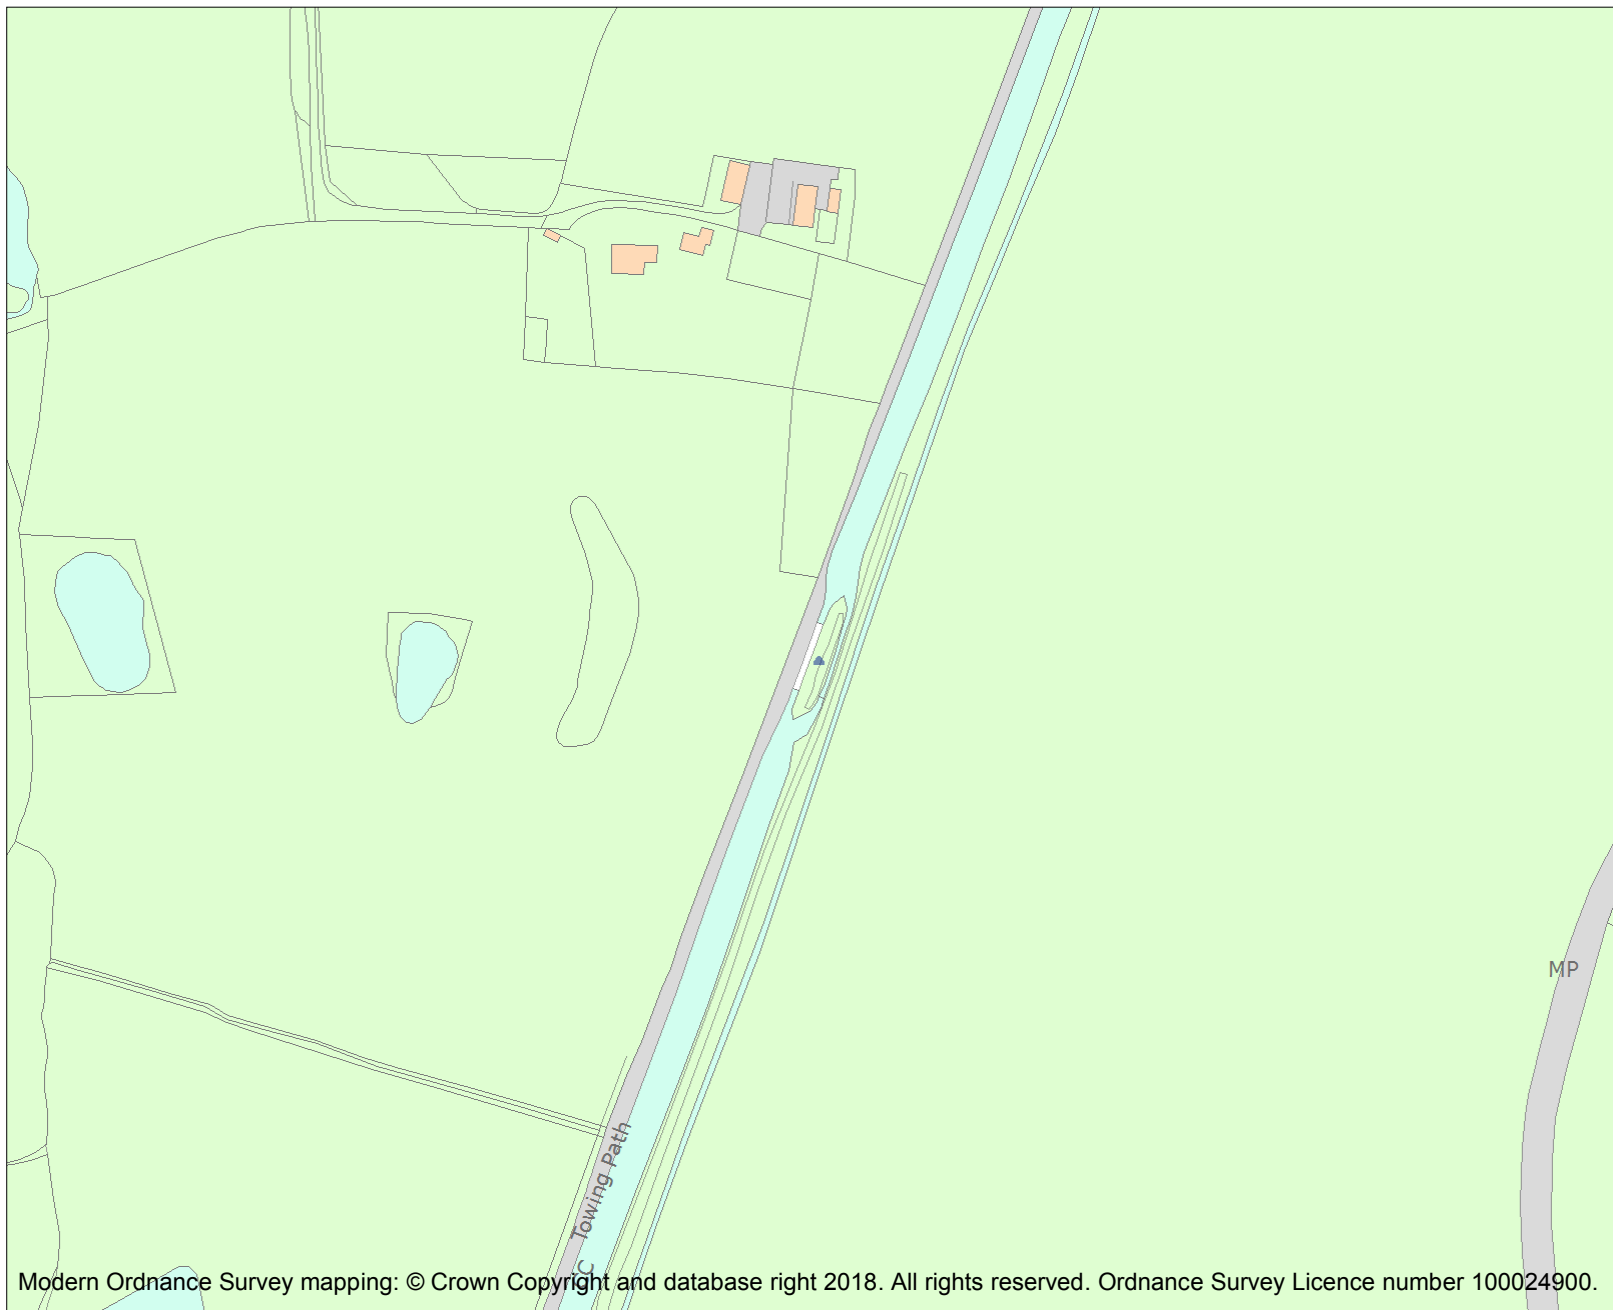 MP
Towing Path
CC
Modern Ordnance Survey mapping: © Crown Copyright and database right 2018. All rights reserved. Ordnance Survey Licence number 100024900.